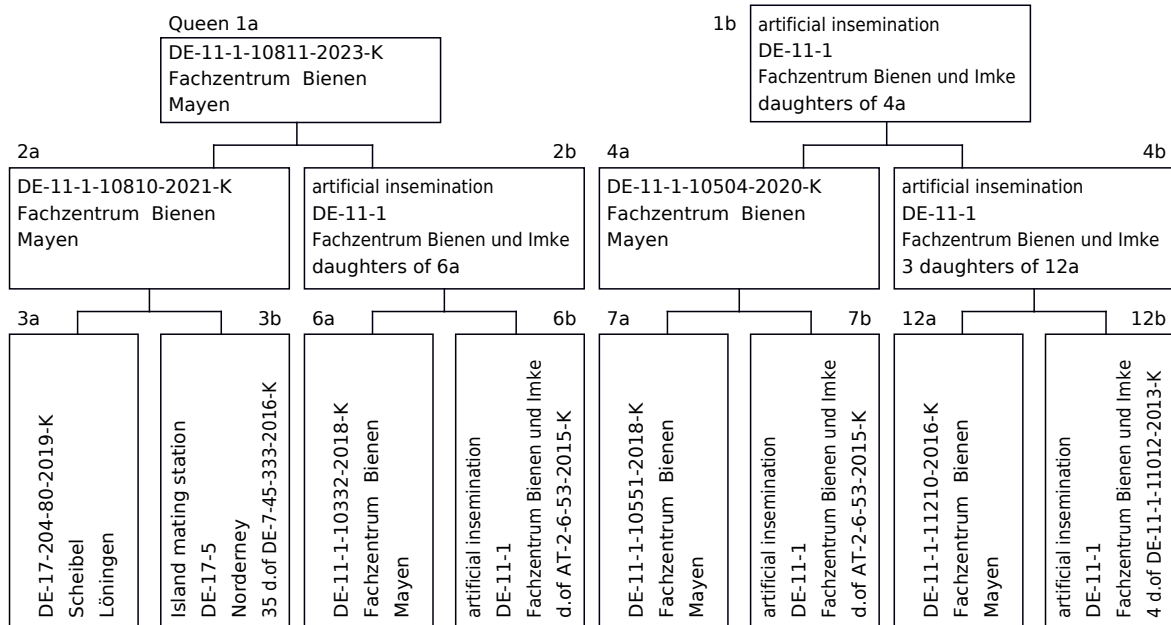 Queen 1a
DE-11-1-10811-2023-K
Fachzentrum Bienen
Mayen
1b
artificial insemination
DE-11-1
Fachzentrum Bienen und Imke
daughters of 4a
2a
DE-11-1-10810-2021-K
Fachzentrum Bienen
Mayen
2b
artificial insemination
DE-11-1
Fachzentrum Bienen und Imke
daughters of 6a
4a
DE-11-1-10504-2020-K
Fachzentrum Bienen
Mayen
4b
artificial insemination
DE-11-1
Fachzentrum Bienen und Imke
3 daughters of 12a
3a
DE-17-204-80-2019-K
Scheibel
Löningen
3b
Island mating station
DE-17-5
Norderney
35 d.of DE-7-45-333-2016-K
6a
DE-11-1-10332-2018-K
Fachzentrum Bienen
Mayen
6b
artificial insemination
DE-11-1
Fachzentrum Bienen und Imke
d.of AT-2-6-53-2015-K
7a
DE-11-1-10551-2018-K
Fachzentrum Bienen
Mayen
7b
artificial insemination
DE-11-1
Fachzentrum Bienen und Imke
d.of AT-2-6-53-2015-K
12a
DE-11-1-11210-2016-K
Fachzentrum Bienen
Mayen
12b
artificial insemination
DE-11-1
Fachzentrum Bienen und Imke
4 d.of DE-11-1-11012-2013-K